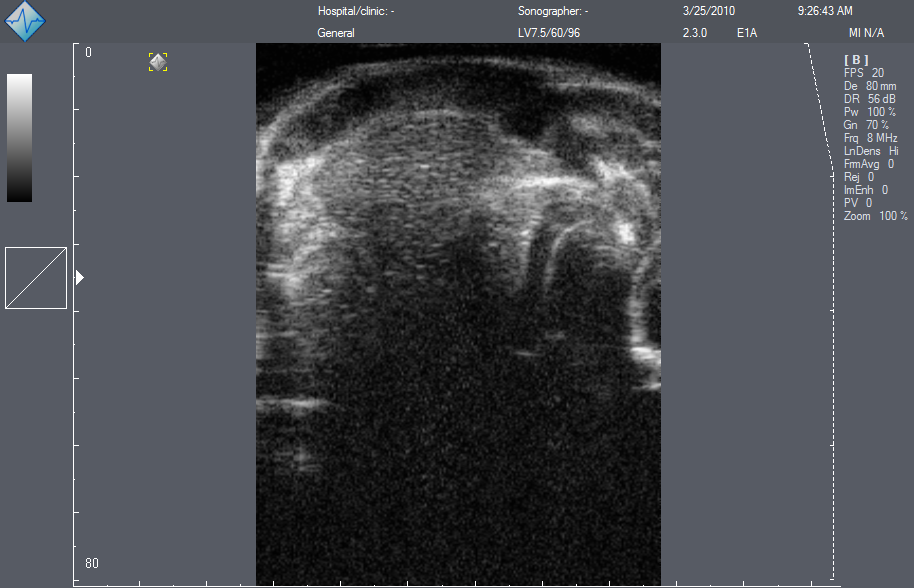 Hospital/clinic: - Sonographer: - 3/25/2010 9:26:43 AM
General LV7.5/60/96 2.3.0 E1A MI N/A
0
[ B ]
FPS 20
De 80 mm
DR 56 dB
Pw 100 %
Gn 70 %
Frq 8 MHz
LnDens Hi
FrmAvg 0
Rej 0
ImEnh 0
PV 0
Zoom 100 %
80